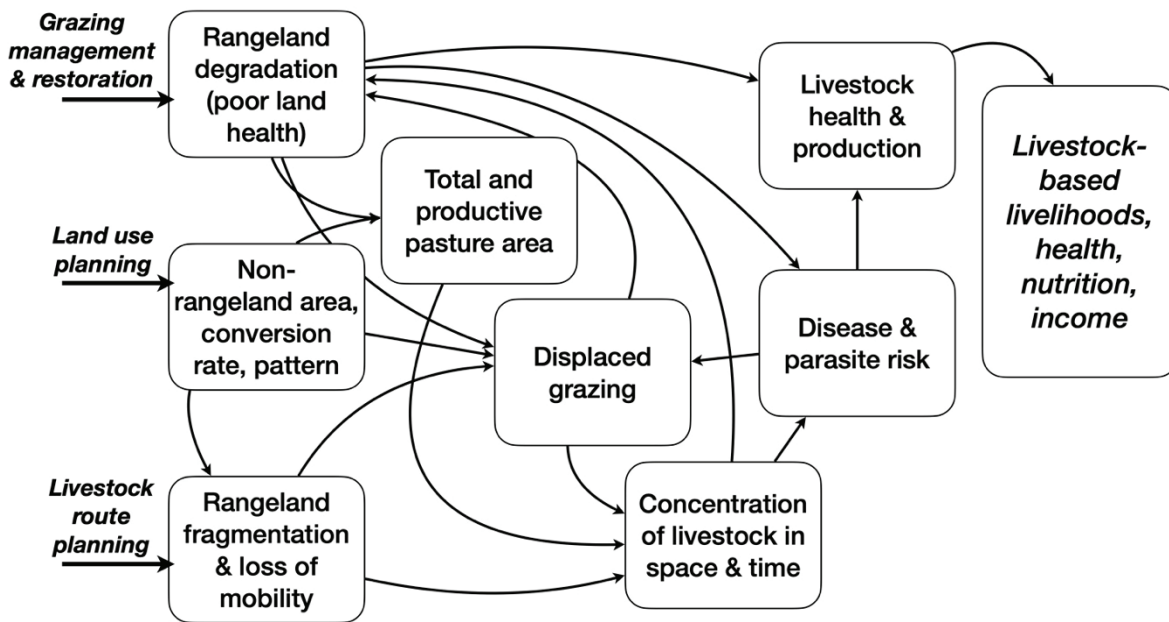 Grazing
management
& restoration
Rangeland
degradation
(poor land
health)
Livestock
health &
production
Livestock-
based
livelihoods,
health,
nutrition,
income
Total and
productive
pasture area
Land use
planning
Non-
rangeland area,
conversion
rate, pattern
Displaced
grazing
Disease &
parasite risk
Livestock
route
planning
Rangeland
fragmentation
& loss of
mobility
Concentration
of livestock in
space & time